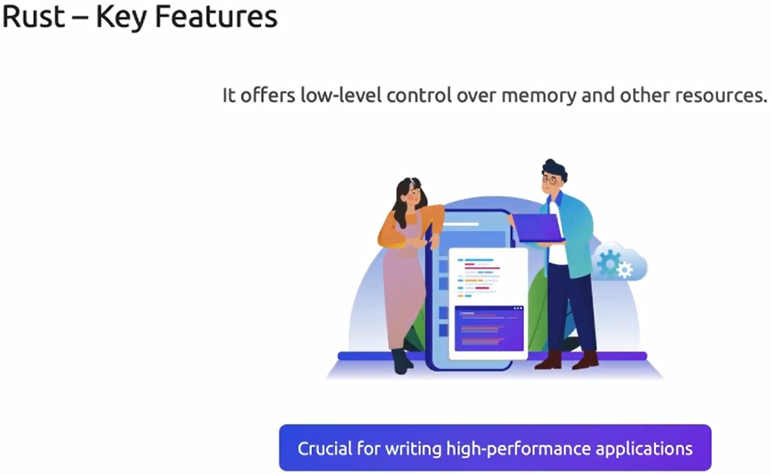 Rust – Key Features
It offers low-level control over memory and other resources.
Crucial for writing high-performance applications